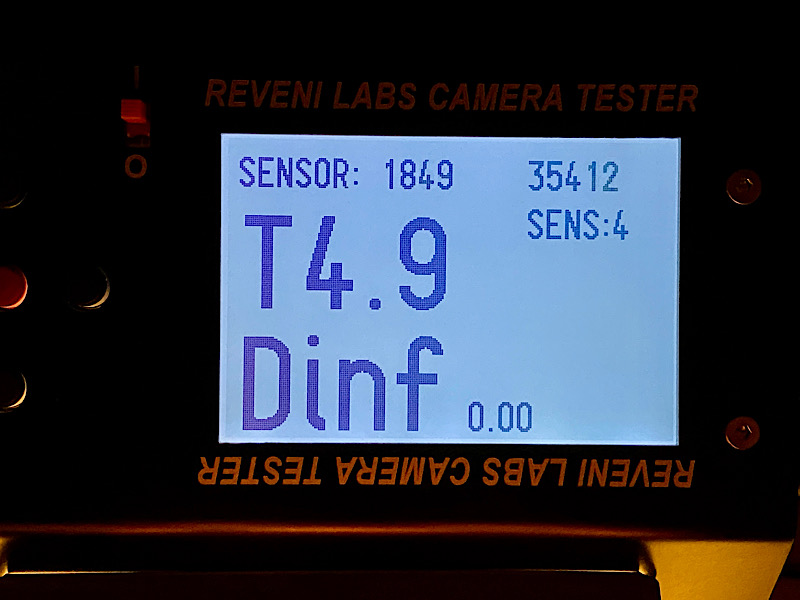 REVENI LABS CAMERA TESTER
SENSOR: 1849 35412
SENS:4
T4.9
Dinf 0.00
O
REVENI LABS CAMERA TESTER